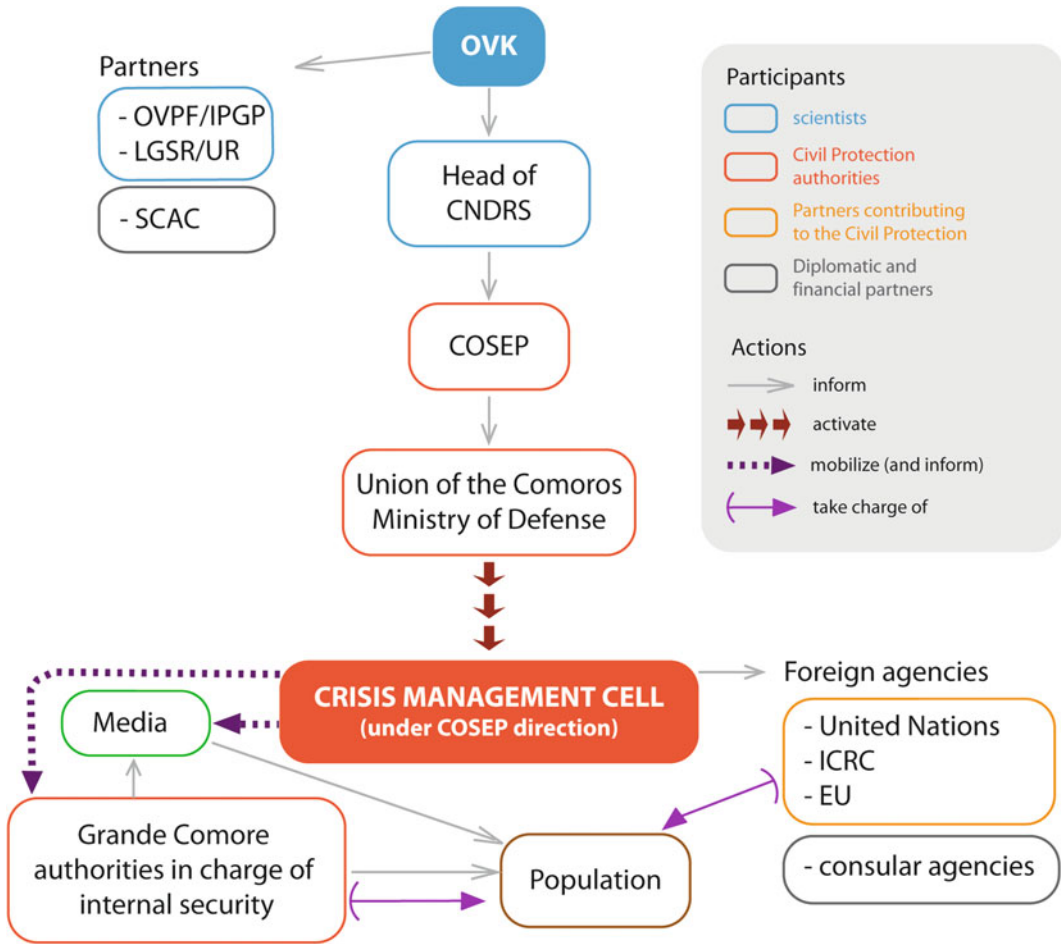 OVK
Partners
- OVPF/IPGP
- LGSR/UR
- SCAC
Head of
CNDRS
COSEP
Union of the Comoros
Ministry of Defense
CRISIS MANAGEMENT CELL
(under COSEP direction)
Media
Grande Comore
authorities in charge of
internal security
Population
Foreign agencies
- United Nations
- ICRC
- EU
- consular agencies
Participants
scientists
Civil Protection
authorities
Partners contributing
to the Civil Protection
Diplomatic and
financial partners
Actions
inform
activate
mobilize (and inform)
take charge of